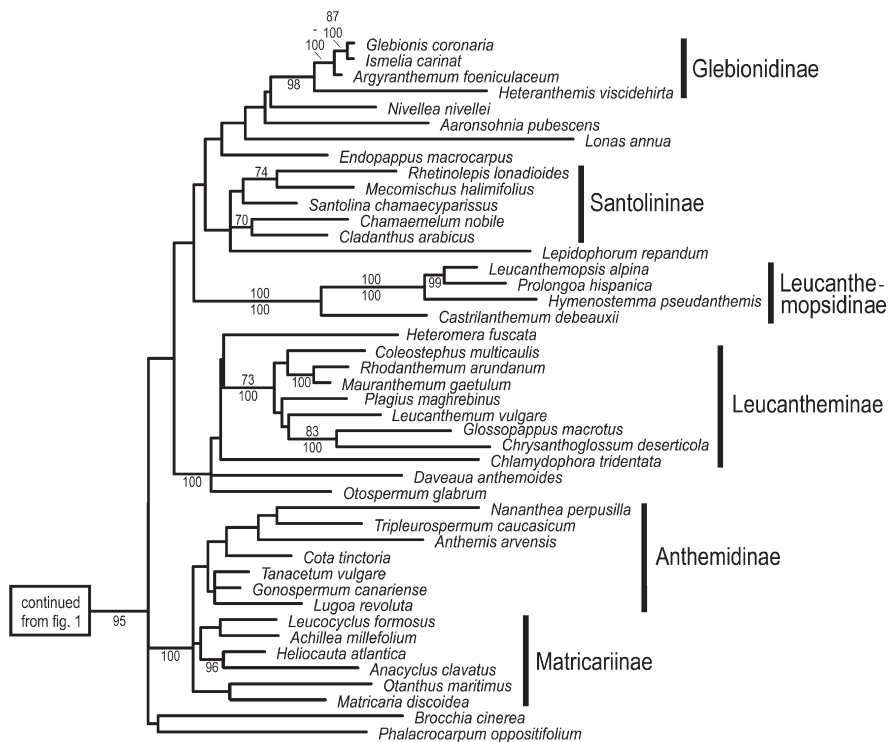 87
-
100
100
Glebionis coronaria
Ismelia carinat
Argyranthemum foeniculaceum
98
Heteranthemis viscidehirta
Glebionidinae
Nivellea nivellei
Aaronsohnia pubescens
Lonas annua
Endopappus macrocarpus
74
Rhetinolepis lonadioides
Mecomischus halimifolius
Santolina chamaecyparissus
Santolininae
70
Chamaemelum nobile
Cladanthus arabicus
Lepidophorum repandum
Leucanthemopsis alpina
100
100
99
Prolongoa hispanica
Leucanthe-
mopsidinae
100
100
Hymenostemma pseudanthemis
Castrilanthemum debeauxii
Heteromera fuscata
Coleostephus multicaulis
Rhodanthemum arundanum
73
100
100
Mauranthemum gaetulum
Plagius maghrebinus
Leucantheminae
Leucanthemum vulgare
83
100
Glossopappus macrotus
Chrysanthoglossum deserticola
Chlamydophora tridentata
100
Daveaua anthemoides
Otospermum glabrum
Nananthea perpusilla
Tripleurospermum caucasicum
Anthemis arvensis
Anthemidinae
Cota tinctoria
Tanacetum vulgare
Gonospermum canariense
Lugoa revoluta
continued
from fig. 1
95
Leucocyclus formosus
Achillea millefolium
100
96
Heliocauta atlantica
Matricariinae
Anacyclus clavatus
Otanthus maritimus
Matricaria discoidea
Brocchia cinerea
Phalacrocarpum oppositifolium